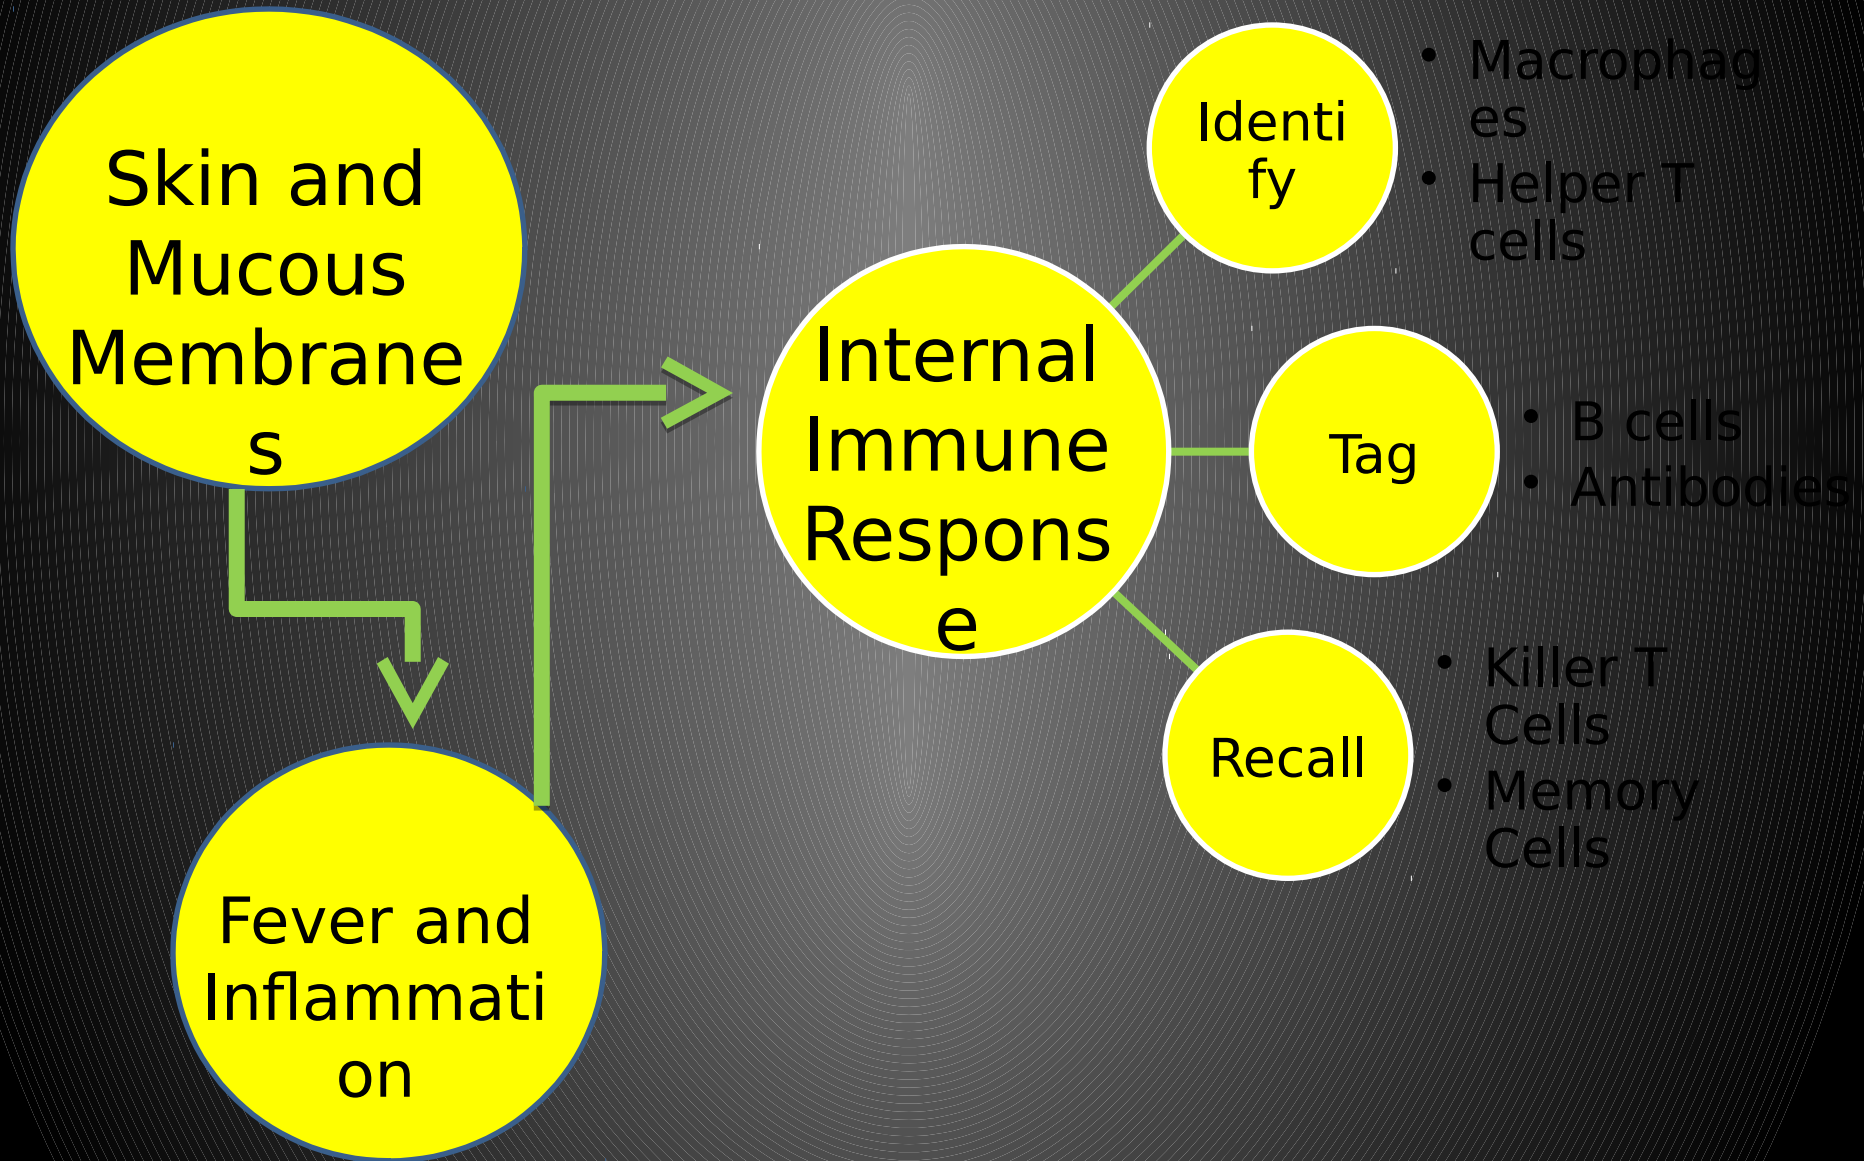 Skin and
Mucous
Membrane
s
Fever and
Inflammati
on
Internal
Immune
Respons
e
Identi
fy
• Macrophag
es
• Helper T
cells
Tag
• B cells
• Antibodies
Recall
• Killer T
Cells
• Memory
Cells